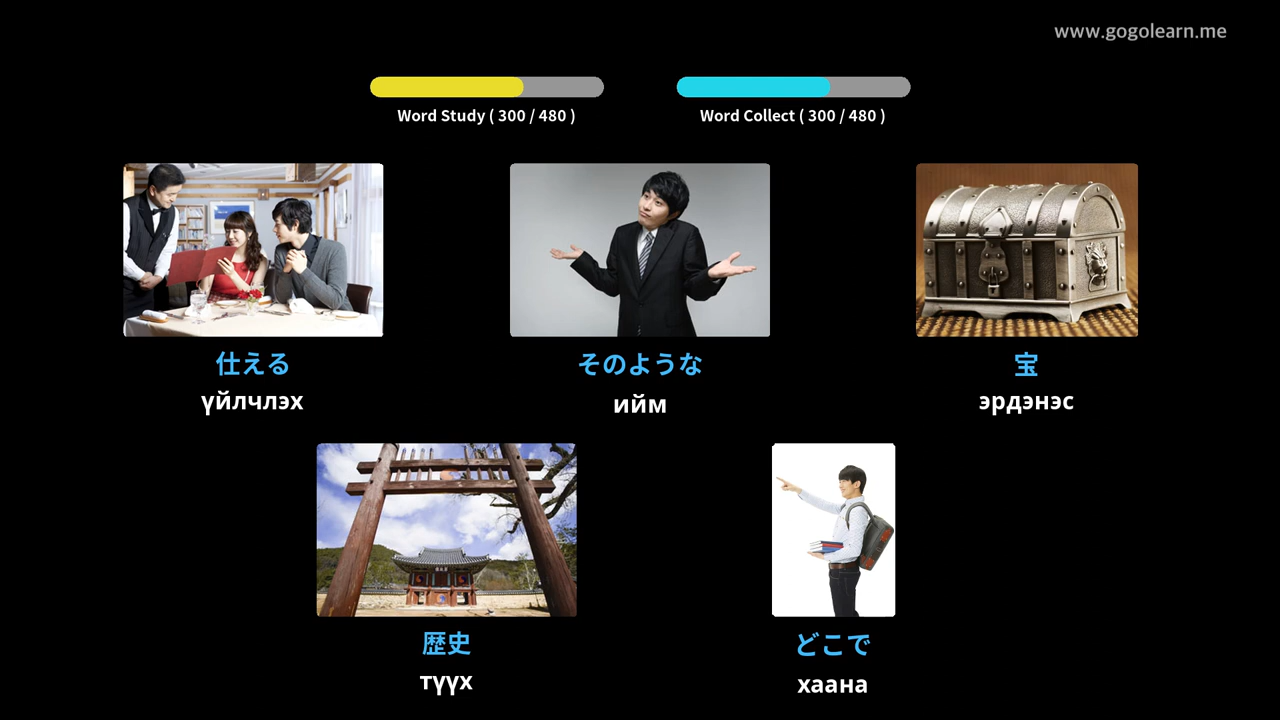 www.gogolearn.me
Word Study ( 300 / 480 )
Word Collect ( 300 / 480 )
仕える
үйлчлэх
そのような
ийм
宝
эрдэнэс
歴史
түүх
どこで
хаана